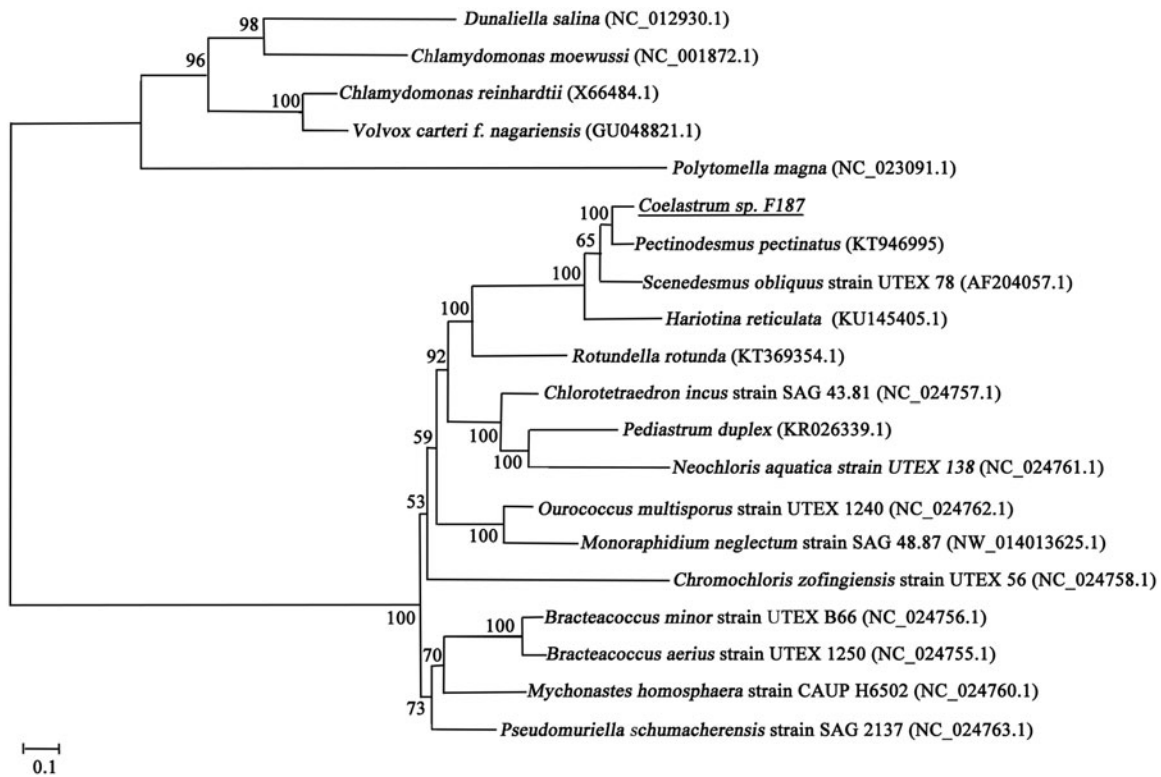 98
Dunaliella salina (NC_012930.1)
96
Chlamydomonas moewussi (NC_001872.1)
100
Chlamydomonas reinhardtii (X66484.1)
Volvox carteri f. nagariensis (GU048821.1)
Polytomella magna (NC_023091.1)
100
Coelastrum sp. F187
65
Pectinodesmus pectinatus (KT946995)
100
Scenedesmus obliquus strain UTEX 78 (AF204057.1)
100
Hariotina reticulata (KU145405.1)
92
Rotundella rotunda (KT369354.1)
Chlorotetraedron incus strain SAG 43.81 (NC_024757.1)
100
Pediastrum duplex (KR026339.1)
59
100
Neochloris aquatica strain UTEX 138 (NC_024761.1)
53
Ourococcus multisporus strain UTEX 1240 (NC_024762.1)
100
Monoraphidium neglectum strain SAG 48.87 (NW_014013625.1)
Chromochloris zofingiensis strain UTEX 56 (NC_024758.1)
100
Bracteacoccus minor strain UTEX B66 (NC_024756.1)
100
Bracteacoccus aerius strain UTEX 1250 (NC_024755.1)
70
Mychonastes homosphaera strain CAUP H6502 (NC_024760.1)
73
Pseudomuriella schumacherensis strain SAG 2137 (NC_024763.1)
0.1